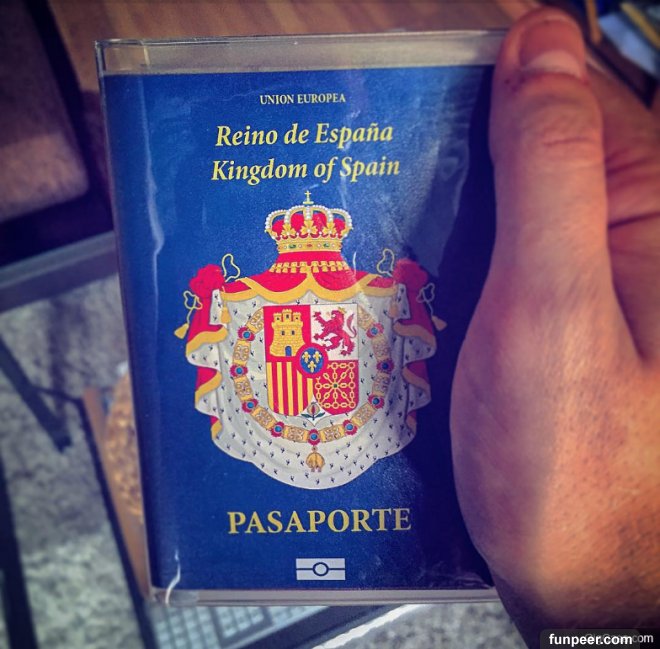 UNION EUROPEA
Reino de España
Kingdom of Spain
PASAPORTE
funpeer.com